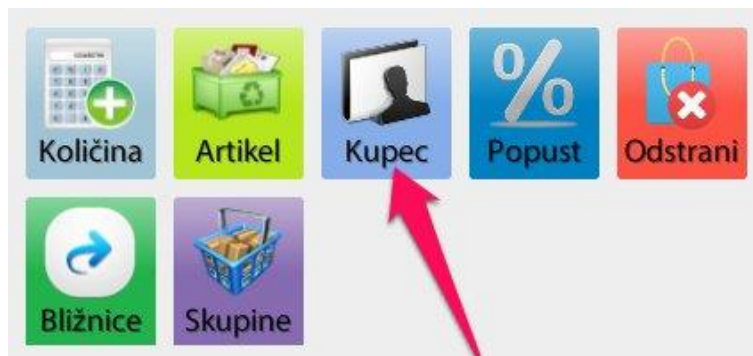 Količina
Artikel
Kupec
%
Popust
Odstrani
Bližnice
Skupine